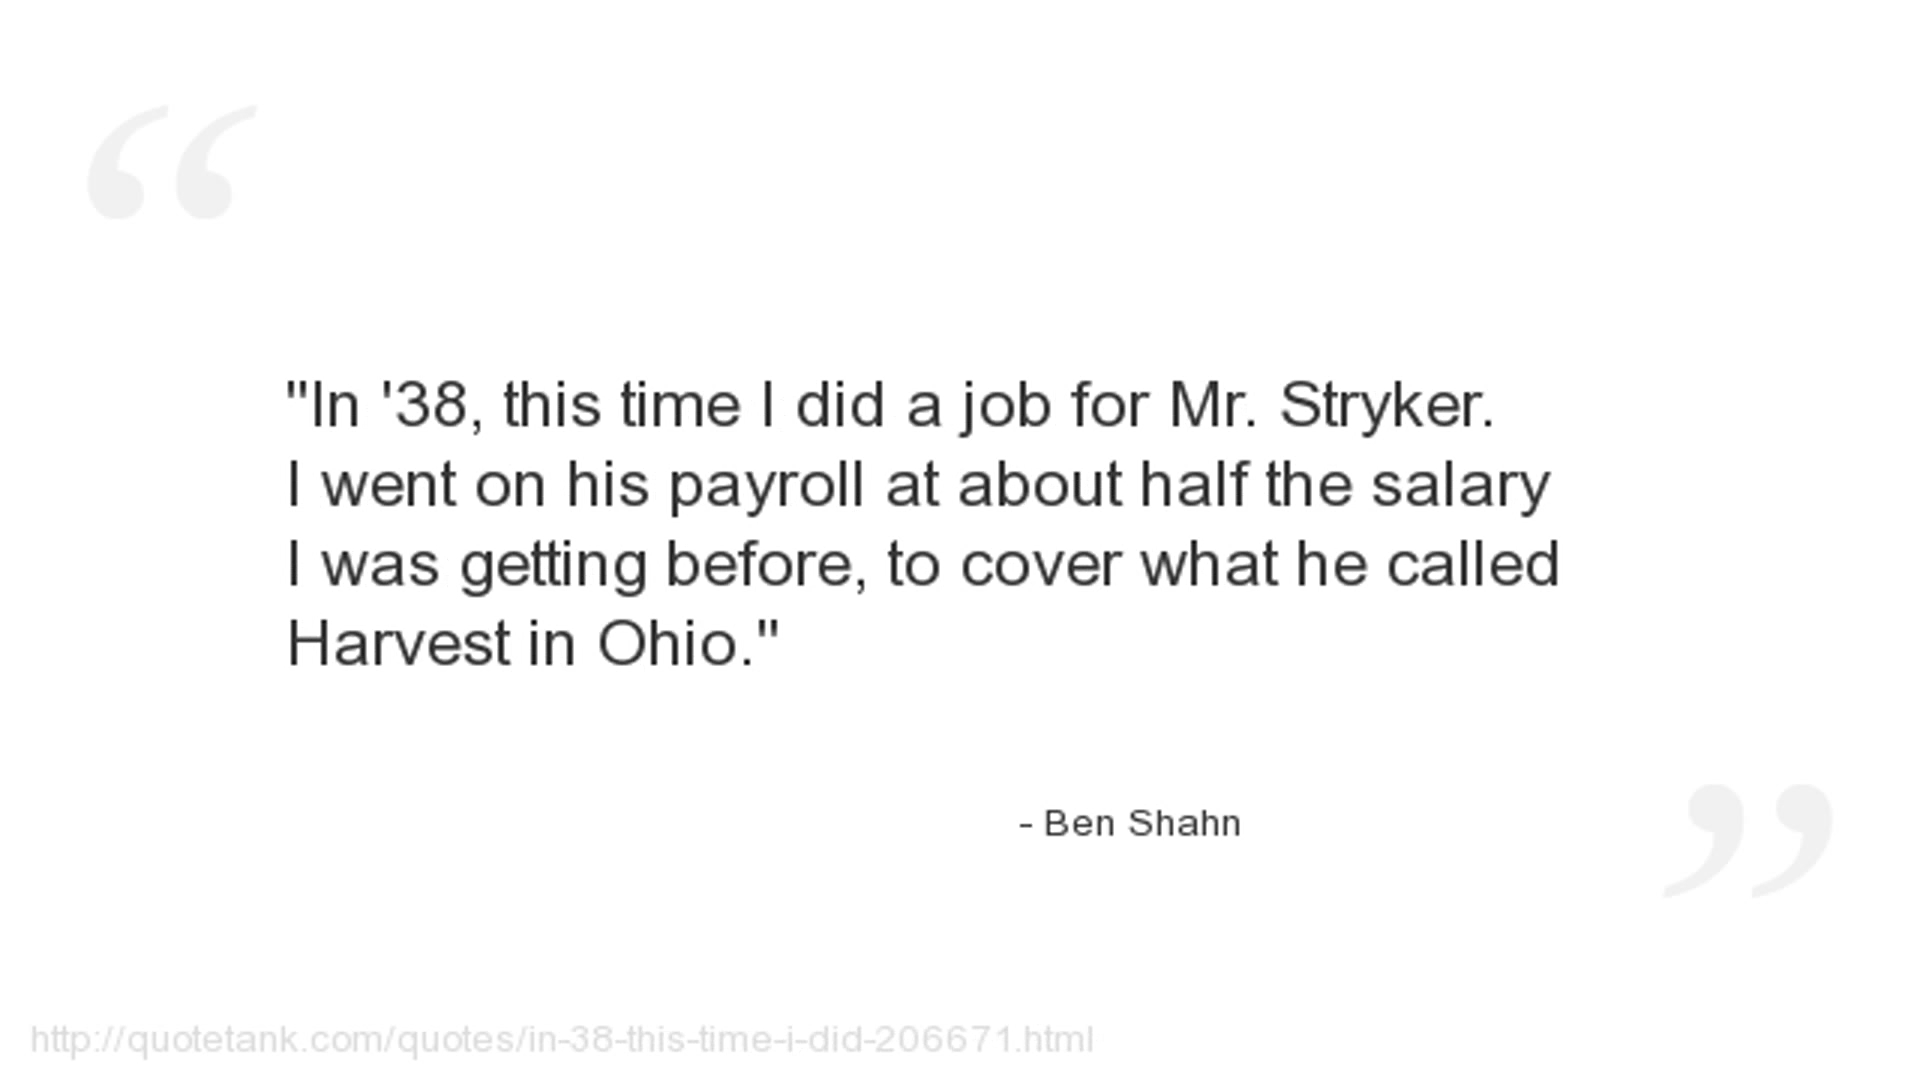 "In '38, this time I did a job for Mr. Stryker.
I went on his payroll at about half the salary
I was getting before, to cover what he called
Harvest in Ohio."
- Ben Shahn
http://quotetank.com/quotes/in-38-this-time-i-did-206671.html